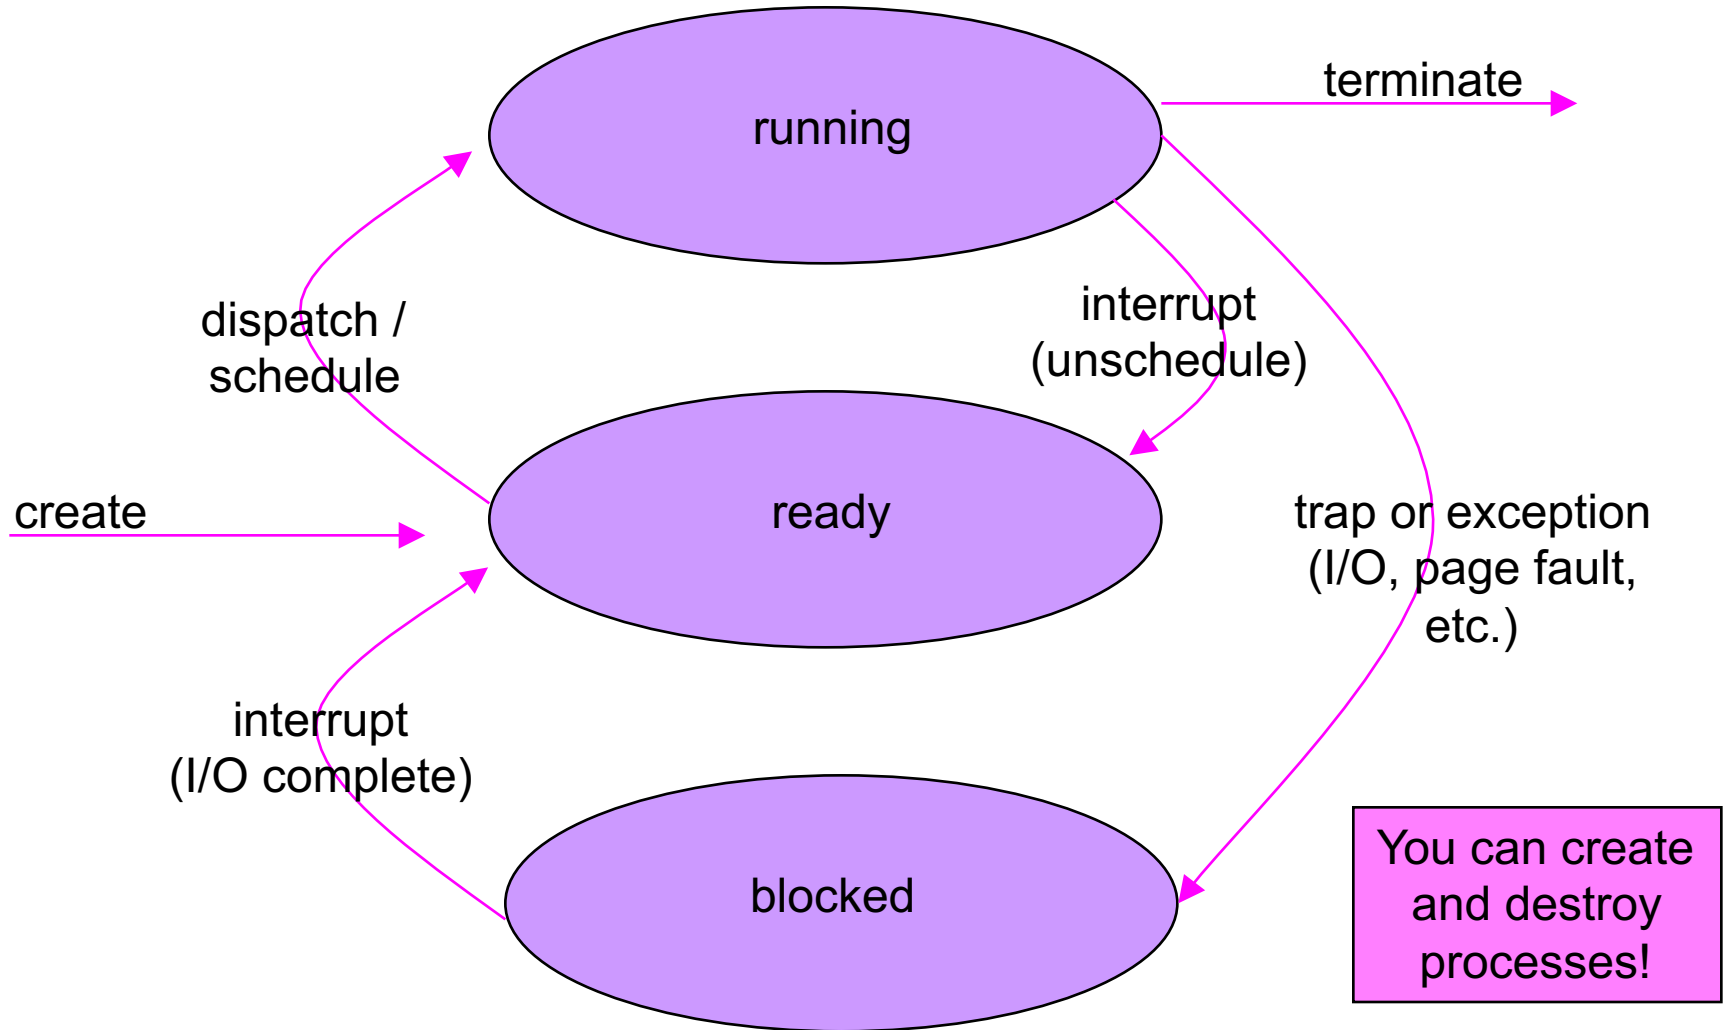 terminate
running
dispatch /
schedule
interrupt
(unschedule)
create
ready
trap or exception
(I/O, page fault,
etc.)
interrupt
(I/O complete)
blocked
You can create
and destroy
processes!